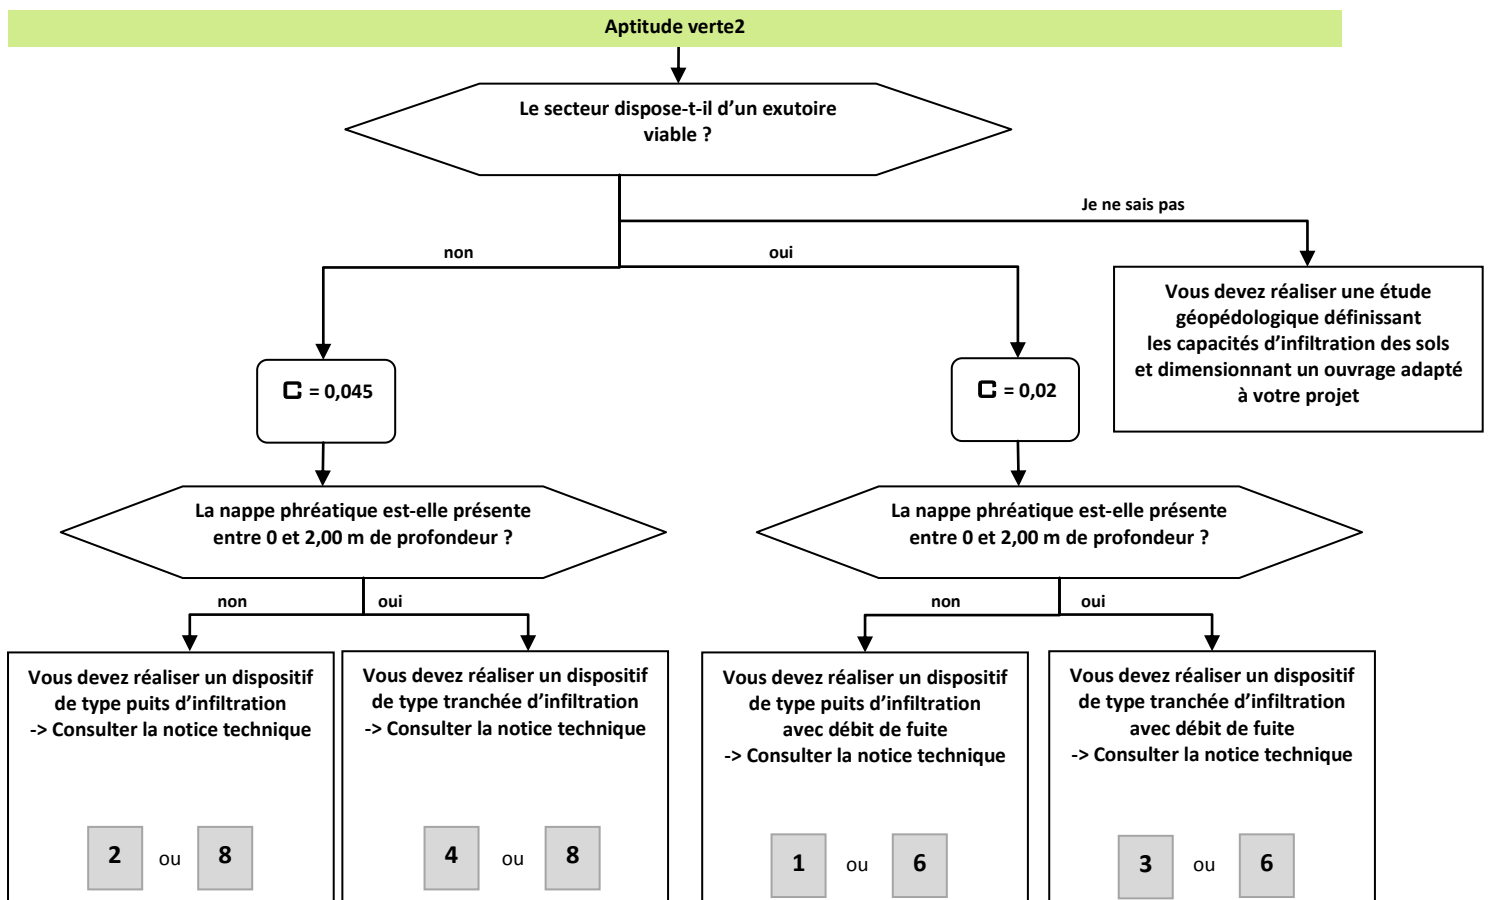 Aptitude verte2
Le secteur dispose-t-il d'un exutoire
viable ?
Je ne sais pas
non
oui
Vous devez réaliser une étude
géopédologique définissant
les capacités d'infiltration des sols
et dimensionnant un ouvrage adapté
à votre projet
C = 0,045
C = 0,02
La nappe phréatique est-elle présente
entre 0 et 2,00 m de profondeur ?
La nappe phréatique est-elle présente
entre 0 et 2,00 m de profondeur ?
non
oui
non
oui
Vous devez réaliser un dispositif
de type puits d'infiltration
-> Consulter la notice technique
2 ou 8
Vous devez réaliser un dispositif
de type tranchée d'infiltration
-> Consulter la notice technique
4 ou 8
Vous devez réaliser un dispositif
de type puits d'infiltration
avec débit de fuite
-> Consulter la notice technique
1 ou 6
Vous devez réaliser un dispositif
de type tranchée d'infiltration
avec débit de fuite
-> Consulter la notice technique
3 ou 6